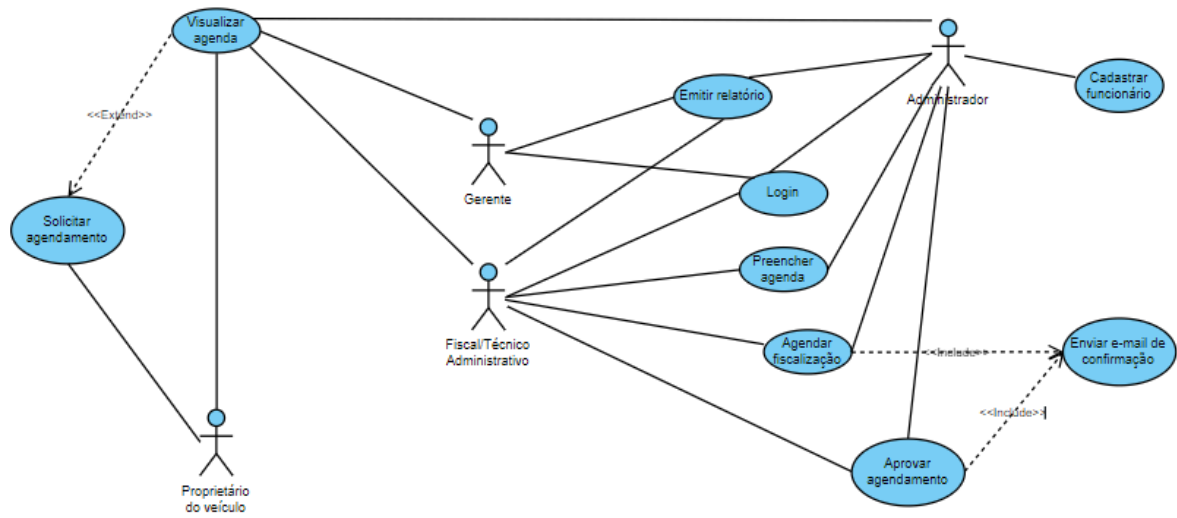 Visualizar
agenda
Administrador
Cadastrar
funcionário
Emitir relatório
<<Extend>>
Gerente
Login
Solicitar
agendamento
Preencher
agenda
Fiscal/Técnico
Administrativo
Agendar
fiscalização
<<Include>>
Enviar e-mail de
confirmação
<<Include>>
Aprovar
agendamento
Proprietário
do veículo